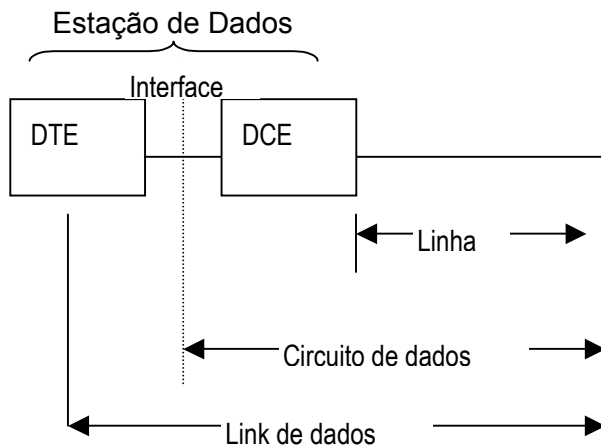 Estação de Dados
Interface
DTE
DCE
Linha
Circuito de dados
Link de dados